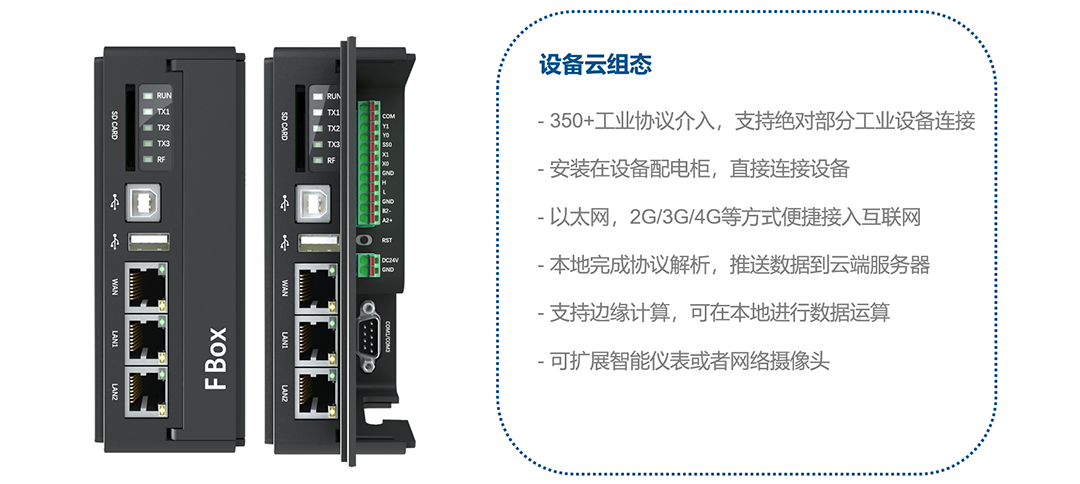 SD CARD
RUN
TX1
TX2
TX3
RF
WAN
LAN1
LAN2
FBox
SD CARD
RUN
TX1
TX2
TX3
RF
WAN
LAN1
LAN2
COM
Y1
Y0
S50
X1
X0
GND
H
L
GND
B2-
A2+
RST
DC24V
GND
COM1/COM3
设备云组态
- 350+工业协议介入，支持绝对部分工业设备连接
- 安装在设备配电柜，直接连接设备
- 以太网，2G/3G/4G等方式便捷接入互联网
- 本地完成协议解析，推送数据到云端服务器
- 支持边缘计算，可在本地进行数据运算
- 可扩展智能仪表或者网络摄像头